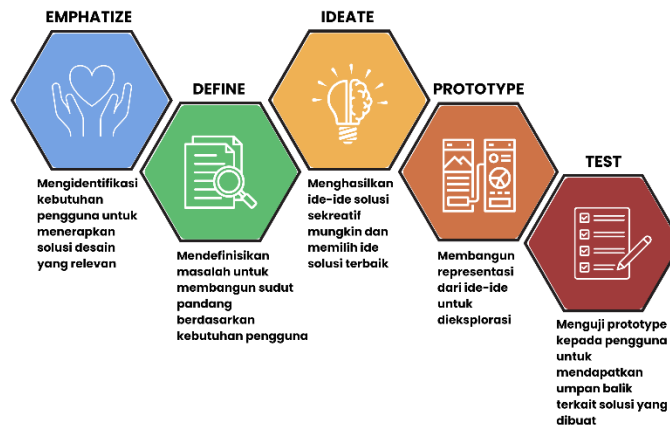 EMPHATIZE
Mengidentifikasi
kebutuhan
pengguna untuk
menerapkan
solusi desain
yang relevan
DEFINE
Mendefinisikan
masalah untuk
membangun sudut
pandang
berdasarkan
kebutuhan pengguna
IDEATE
Menghasilkan
ide-ide solusi
sekreatif
mungkin dan
memilih ide
solusi terbaik
PROTOTYPE
Membangun
representasi
dari ide-ide
untuk
dieksplorasi
TEST
Menguji prototype
kepada pengguna
untuk
mendapatkan
umpan balik
terkait solusi yang
dibuat